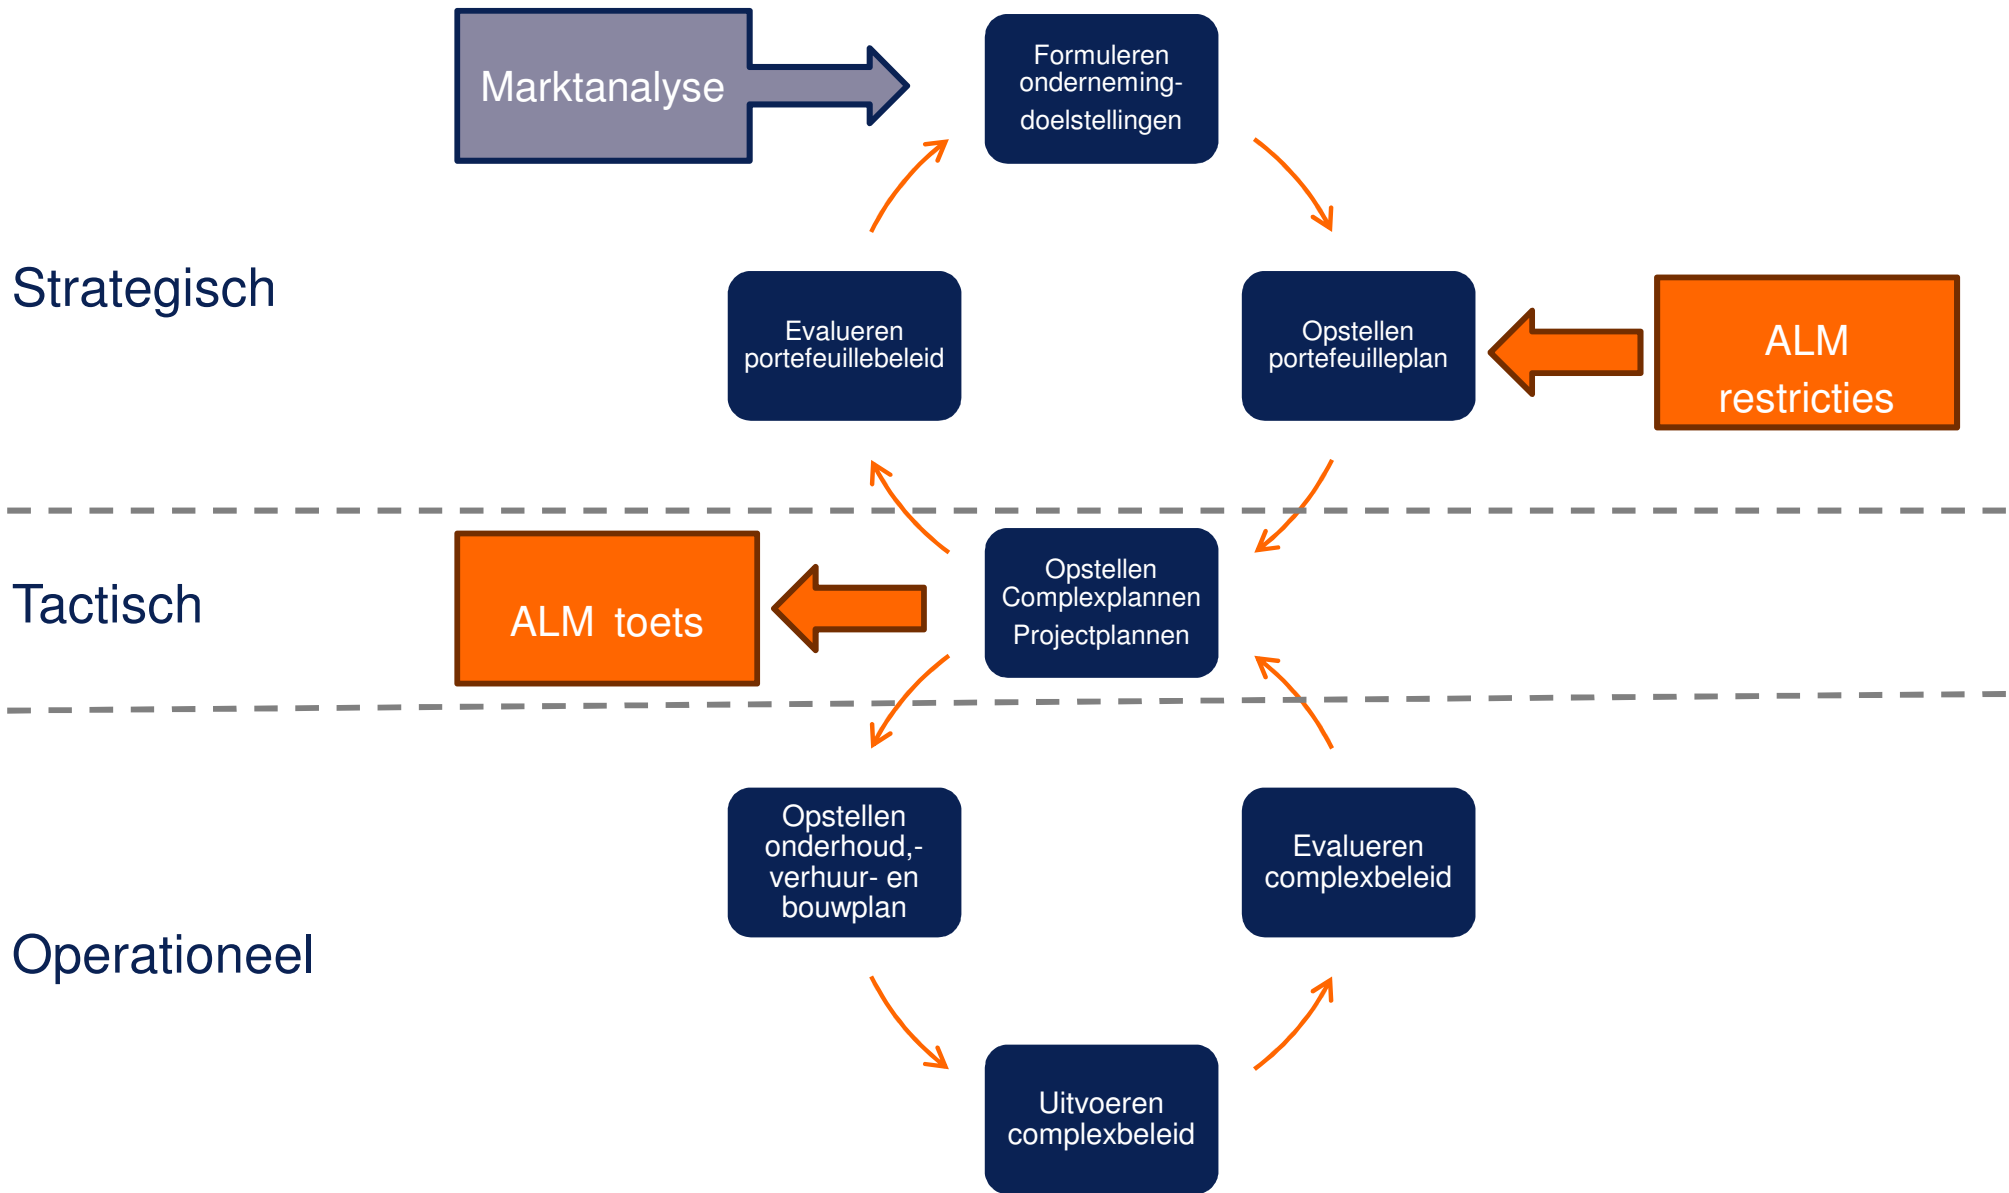 Marktanalyse
Formuleren
onderneming-
doelstellingen
Strategisch
Evalueren
portefeuillebeleid
Opstellen
portefeuilleplan
ALM
restricties
Tactisch
ALM toets
Opstellen
Complexplannen
Projectplannen
Opstellen
onderhoud,-
verhuur- en
bouwplan
Evalueren
complexbeleid
Operationeel
Uitvoeren
complexbeleid